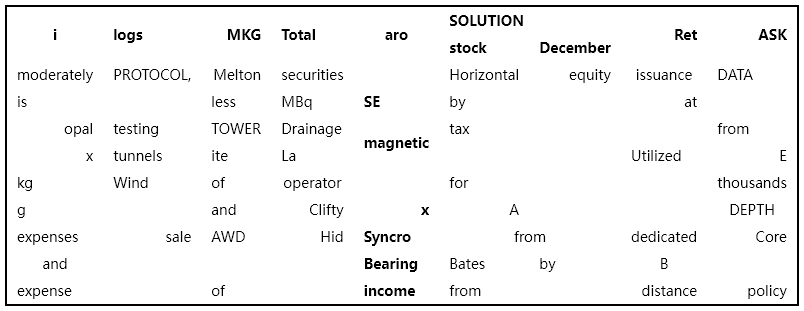 i logs MKG Total aro SOLUTION stock December Ret ASK
moderately PROTOCOL, Melton securities Horizontal equity issuance DATA
is less MBq SE by at
opal testing TOWER Drainage magnetic tax from
x tunnels ite La Utilized E
kg Wind of operator for thousands
g and Clifty x A DEPTH
expenses sale AWD Hid Syncro from dedicated Core
and Bearing Bates by B
expense of income from distance policy